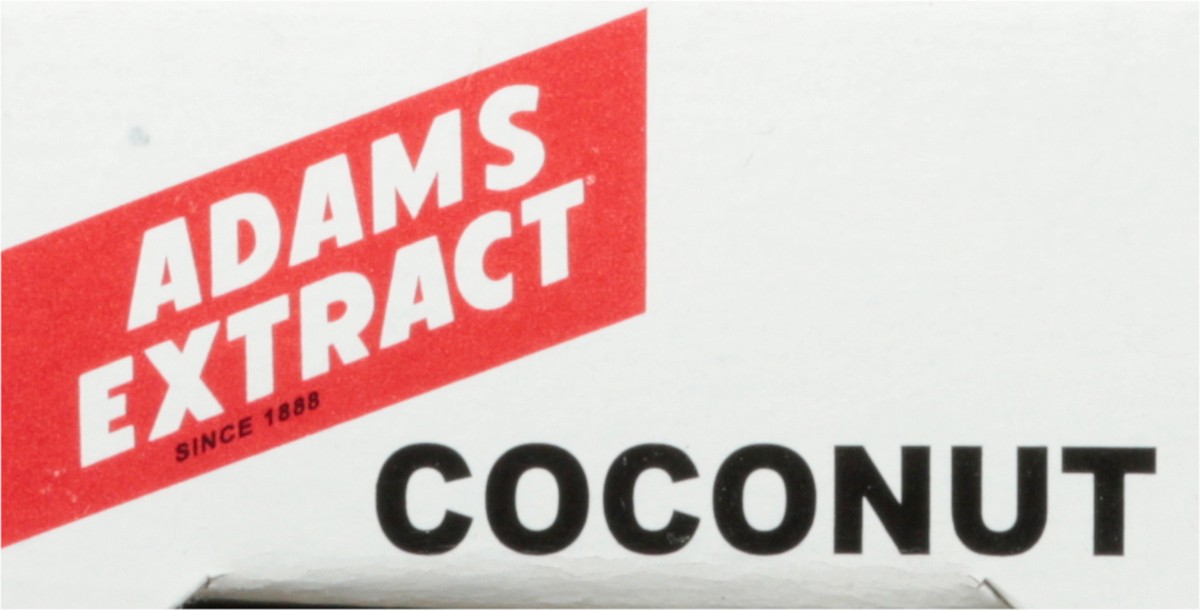 ADAMS
EXTRACT®
SINCE 1888
COCONUT